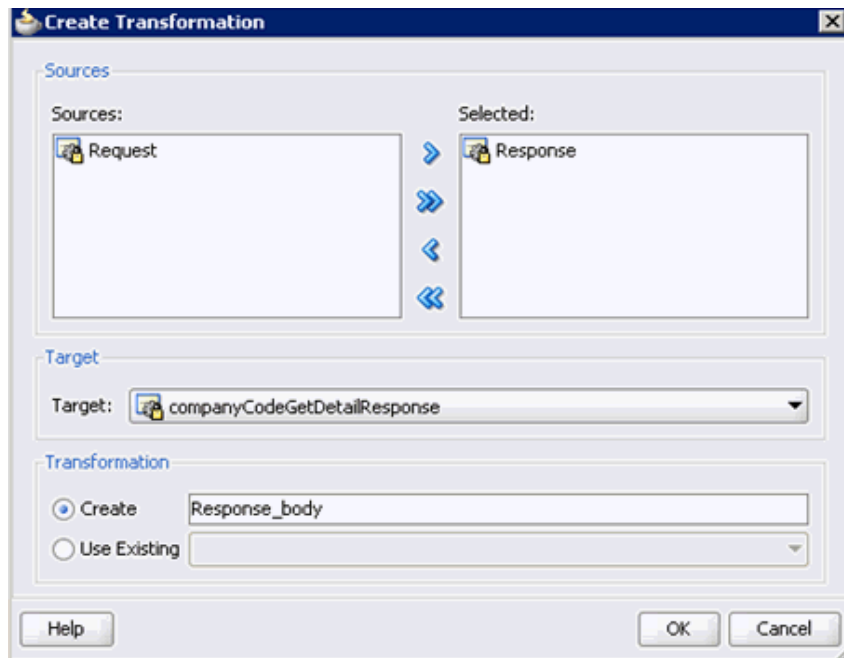 Create Transformation
Sources
Sources:
Selected:
Request
Response
Target
Target: companyCodeGetDetailResponse
Transformation
Create Response_body
Use Existing
Help OK Cancel